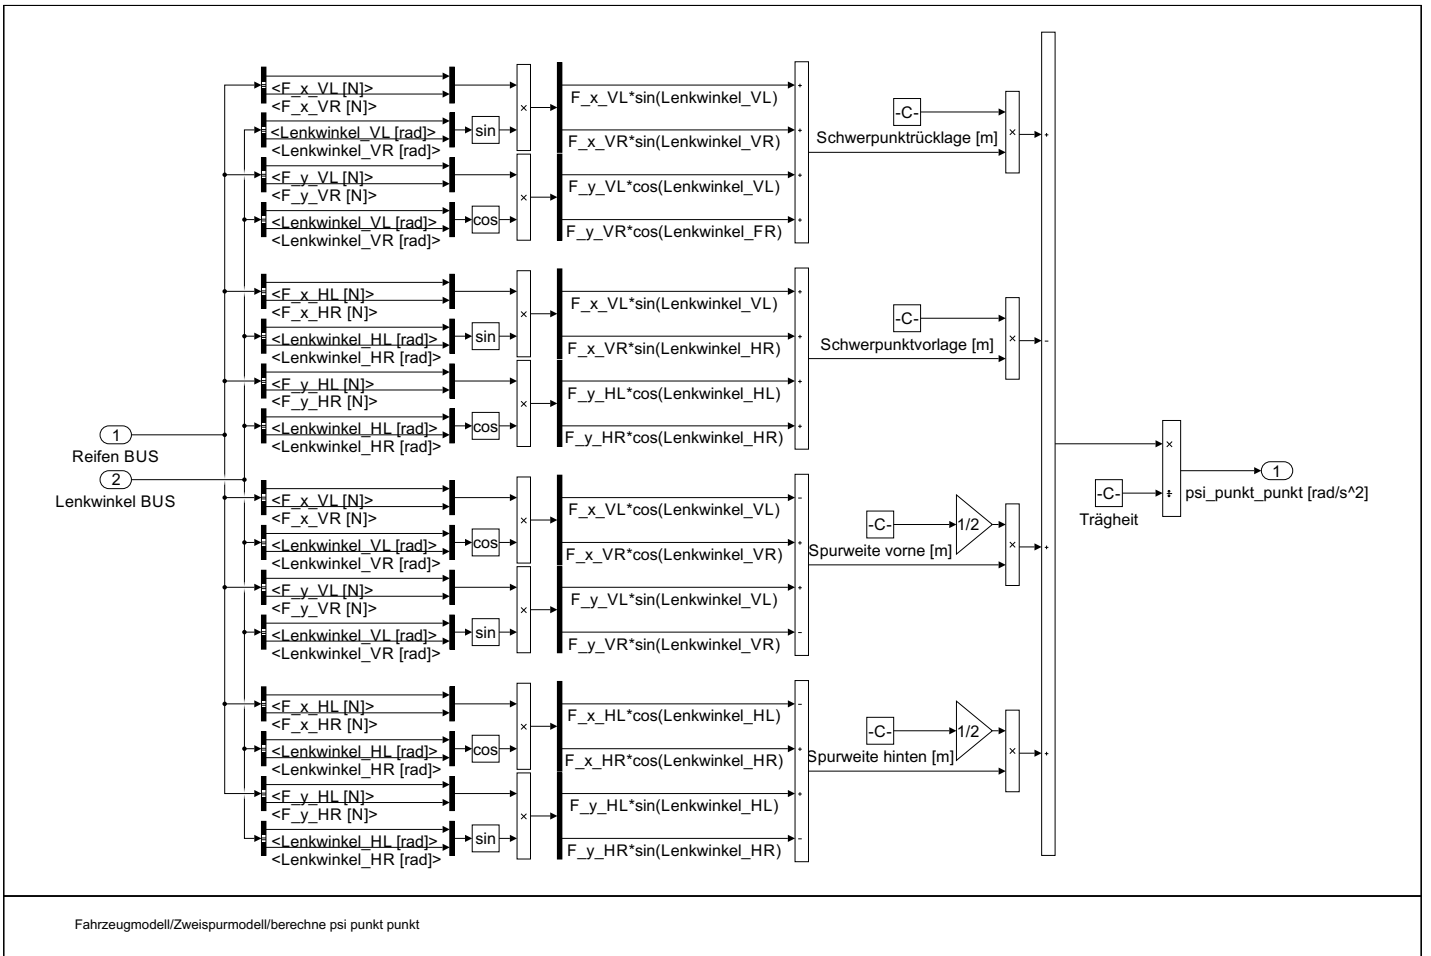 <F_x_VL [N]>
<F_x_VR [N]>
<Lenkwinkel_VL [rad]>
<Lenkwinkel_VR [rad]>
sin
×
F_x_VL*sin(Lenkwinkel_VL)
+
F_x_VR*sin(Lenkwinkel_VR)
+
<F_y_VL [N]>
<F_y_VR [N]>
<Lenkwinkel_VL [rad]>
<Lenkwinkel_VR [rad]>
cos
×
F_y_VL*cos(Lenkwinkel_VL)
+
F_y_VR*cos(Lenkwinkel_FR)
+
-C-
Schwerpunktrücklage [m]
×
+
<F_x_HL [N]>
<F_x_HR [N]>
<Lenkwinkel_HL [rad]>
<Lenkwinkel_HR [rad]>
sin
×
F_x_VL*sin(Lenkwinkel_VL)
+
F_x_VR*sin(Lenkwinkel_HR)
+
<F_y_HL [N]>
<F_y_HR [N]>
<Lenkwinkel_HL [rad]>
<Lenkwinkel_HR [rad]>
cos
×
F_y_HL*cos(Lenkwinkel_HL)
+
F_y_HR*cos(Lenkwinkel_HR)
+
-C-
Schwerpunktvorlage [m]
×
-
1
Reifen BUS
2
Lenkwinkel BUS
<F_x_VL [N]>
<F_x_VR [N]>
<Lenkwinkel_VL [rad]>
<Lenkwinkel_VR [rad]>
cos
×
F_x_VL*cos(Lenkwinkel_VL)
-
F_x_VR*cos(Lenkwinkel_VR)
+
<F_y_VL [N]>
<F_y_VR [N]>
<Lenkwinkel_VL [rad]>
<Lenkwinkel_VR [rad]>
sin
×
F_y_VL*sin(Lenkwinkel_VL)
+
F_y_VR*sin(Lenkwinkel_VR)
-
-C-
Spurweite vorne [m]
1/2
×
+
<F_x_HL [N]>
<F_x_HR [N]>
<Lenkwinkel_HL [rad]>
<Lenkwinkel_HR [rad]>
cos
×
F_x_HL*cos(Lenkwinkel_HL)
-
F_x_HR*cos(Lenkwinkel_HR)
+
<F_y_HL [N]>
<F_y_HR [N]>
<Lenkwinkel_HL [rad]>
<Lenkwinkel_HR [rad]>
sin
×
F_y_HL*sin(Lenkwinkel_HL)
+
F_y_HR*sin(Lenkwinkel_HR)
-
-C-
Spurweite hinten [m]
1/2
×
+
-C-
Trägheit
×
÷
1
psi_punkt_punkt [rad/s^2]
Fahrzeugmodell/Zweispurmodell/berechne psi punkt punkt